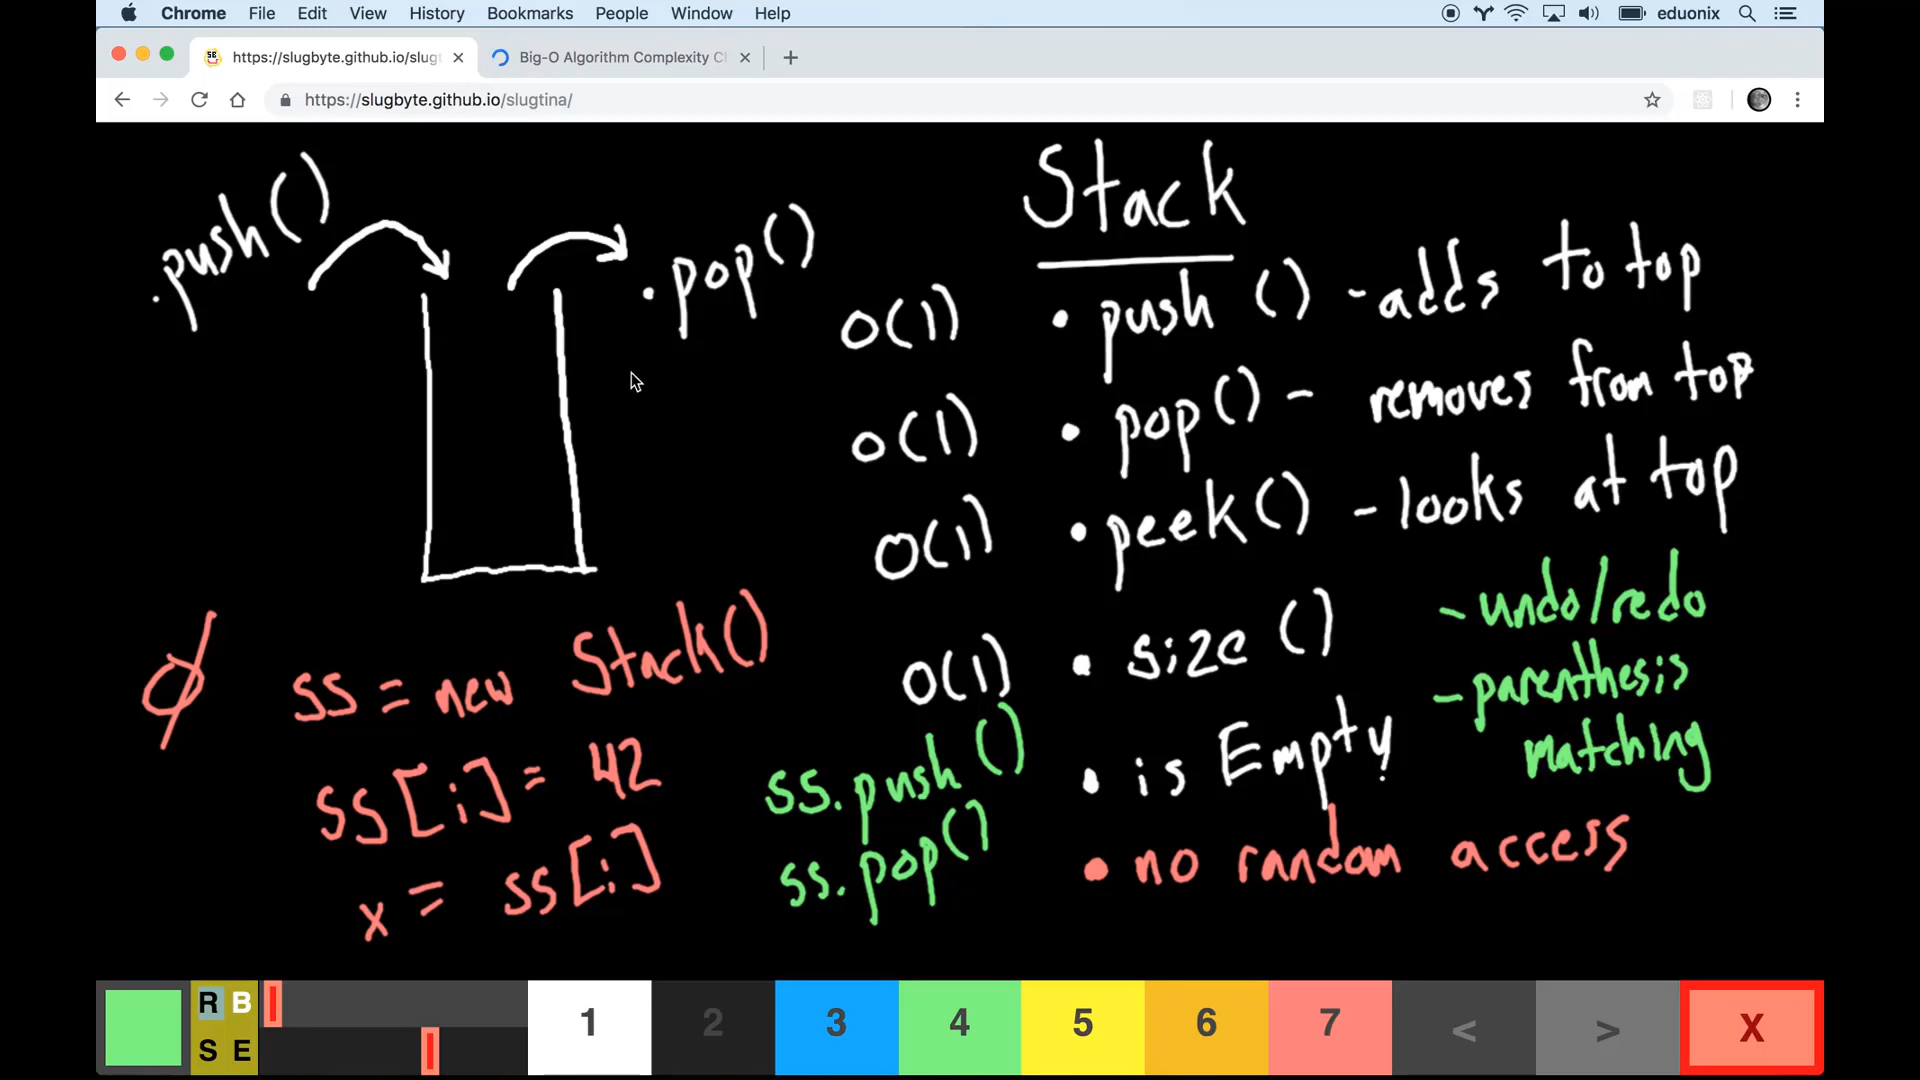 Chrome File Edit View History Bookmarks People Window Help eduonix
https://slugbyte.github.io/slugt Big-O Algorithm Complexity C
https://slugbyte.github.io/slugtina/
Stack
.push()
.pop()
O(1) • push() - adds to top
O(1) • pop() - removes from top
O(1) • peek() - looks at top
O(1) • size()
• is Empty
• no random access
- undo/redo
- parenthesis
matching
ss = new Stack()
ss[i] = 42
x = ss[i]
ss.push()
ss.pop()
R B
S E
1 2 3 4 5 6 7 < > X